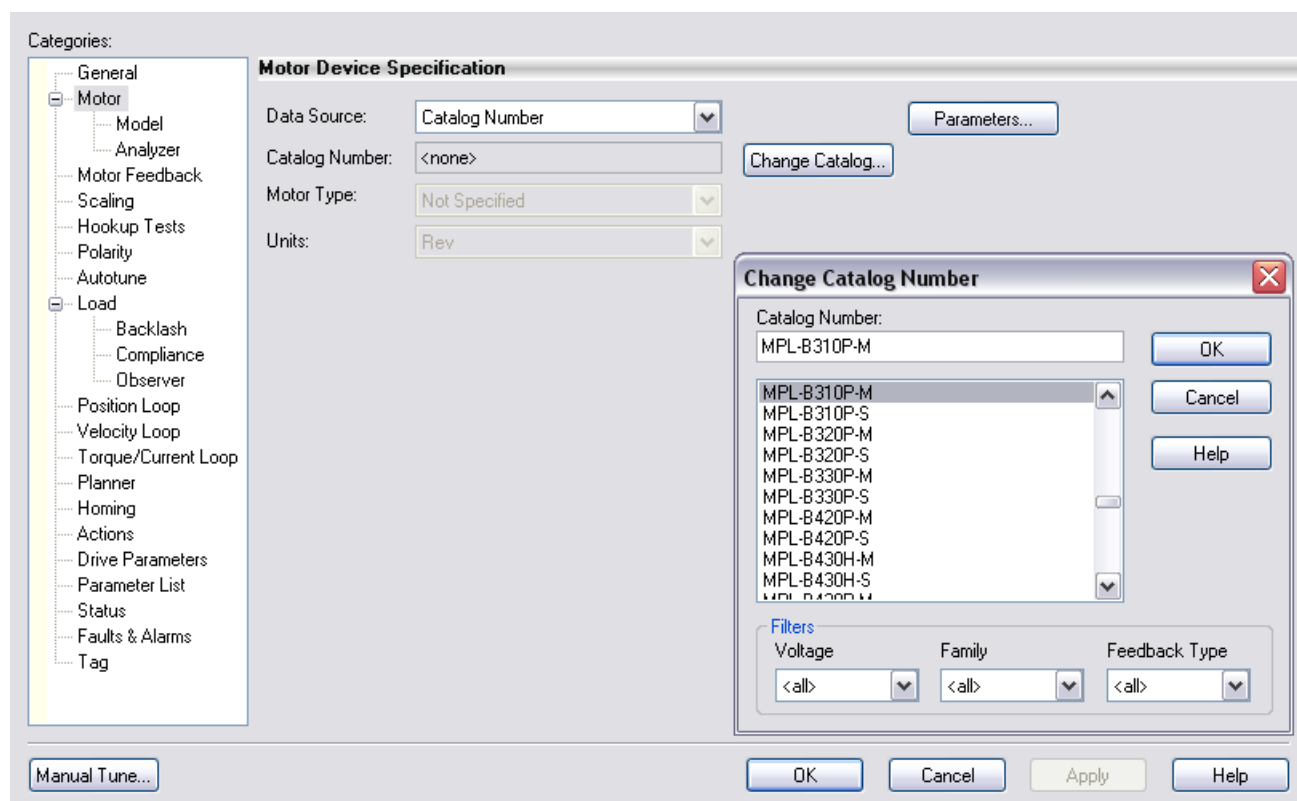 Categories:
General
Motor
Model
Analyzer
Motor Feedback
Scaling
Hookup Tests
Polarity
Autotune
Load
Backlash
Compliance
Observer
Position Loop
Velocity Loop
Torque/Current Loop
Planner
Homing
Actions
Drive Parameters
Parameter List
Status
Faults & Alarms
Tag
Motor Device Specification
Data Source: Catalog Number Parameters...
Catalog Number: <none> Change Catalog...
Motor Type: Not Specified
Units: Rev
Change Catalog Number
Catalog Number:
MPL-B310P-M OK
MPL-B310P-M Cancel
MPL-B310P-S
MPL-B320P-M
MPL-B320P-S Help
MPL-B330P-M
MPL-B330P-S
MPL-B420P-M
MPL-B420P-S
MPL-B430H-M
MPL-B430H-S
Filters
Voltage Family Feedback Type
<all> <all> <all>
Manual Tune... OK Cancel Apply Help